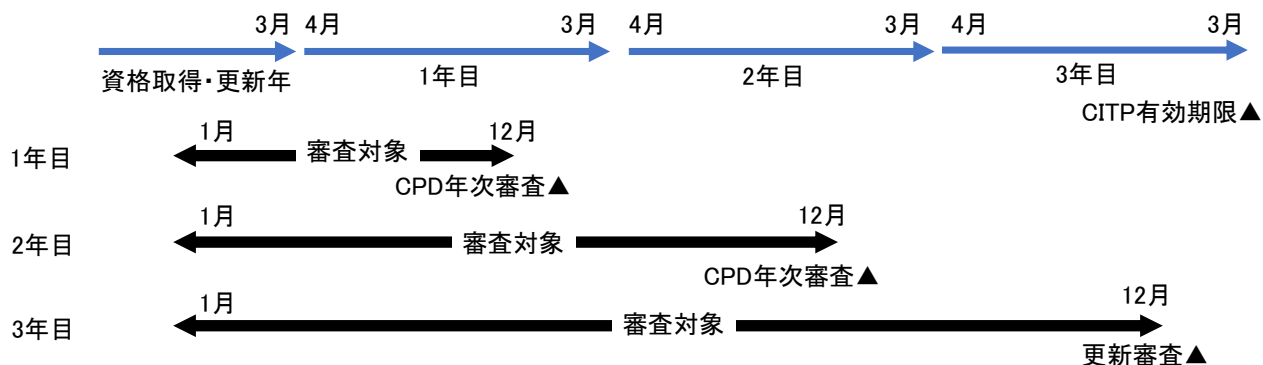 3月 4月 3月 4月 3月 4月 3月
資格取得・更新年 1年目 2年目 3年目
CITP有効期限▲
1年目 1月 審査対象 12月
CPD年次審査▲
2年目 1月 審査対象 12月
CPD年次審査▲
3年目 1月 審査対象 12月
更新審査▲